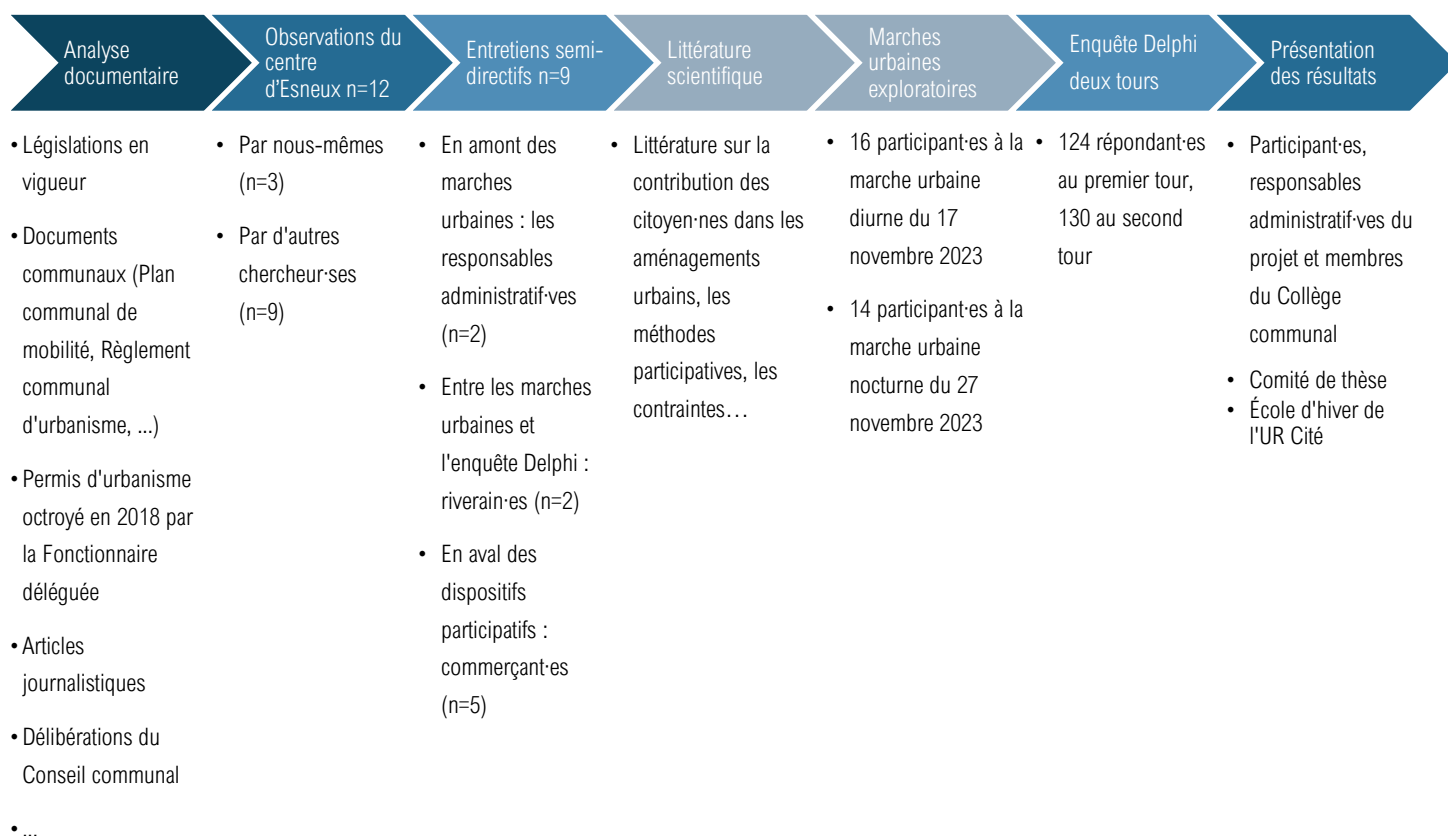 Analyse
documentaire
Observations du
centre
d'Esneux n=12
Entretiens semi-
directifs n=9
Littérature
scientifique
Marches
urbaines
exploratoires
Enquête Delphi
deux tours
Présentation
des résultats
• Législations en
vigueur
• Documents
communaux (Plan
communal de
mobilité, Règlement
communal
d'urbanisme, ...)
• Permis d'urbanisme
octroyé en 2018 par
la Fonctionnaire
déléguée
• Articles
journalistiques
• Délibérations du
Conseil communal
• ...
• Par nous-mêmes
(n=3)
• Par d'autres
chercheur·ses
(n=9)
• En amont des
marches
urbaines : les
responsables
administratif·ves
(n=2)
• Entre les marches
urbaines et
l'enquête Delphi :
riverain·es (n=2)
• En aval des
dispositifs
participatifs :
commerçant·es
(n=5)
• Littérature sur la
contribution des
citoyen·nes dans les
aménagements
urbains, les
méthodes
participatives, les
contraintes…
• 16 participant·es à la
marche urbaine
diurne du 17
novembre 2023
• 14 participant·es à la
marche urbaine
nocturne du 27
novembre 2023
• 124 répondant·es
au premier tour,
130 au second
tour
• Participant·es,
responsables
administratif·ves du
projet et membres
du Collège
communal
• Comité de thèse
• École d'hiver de
l'UR Cité